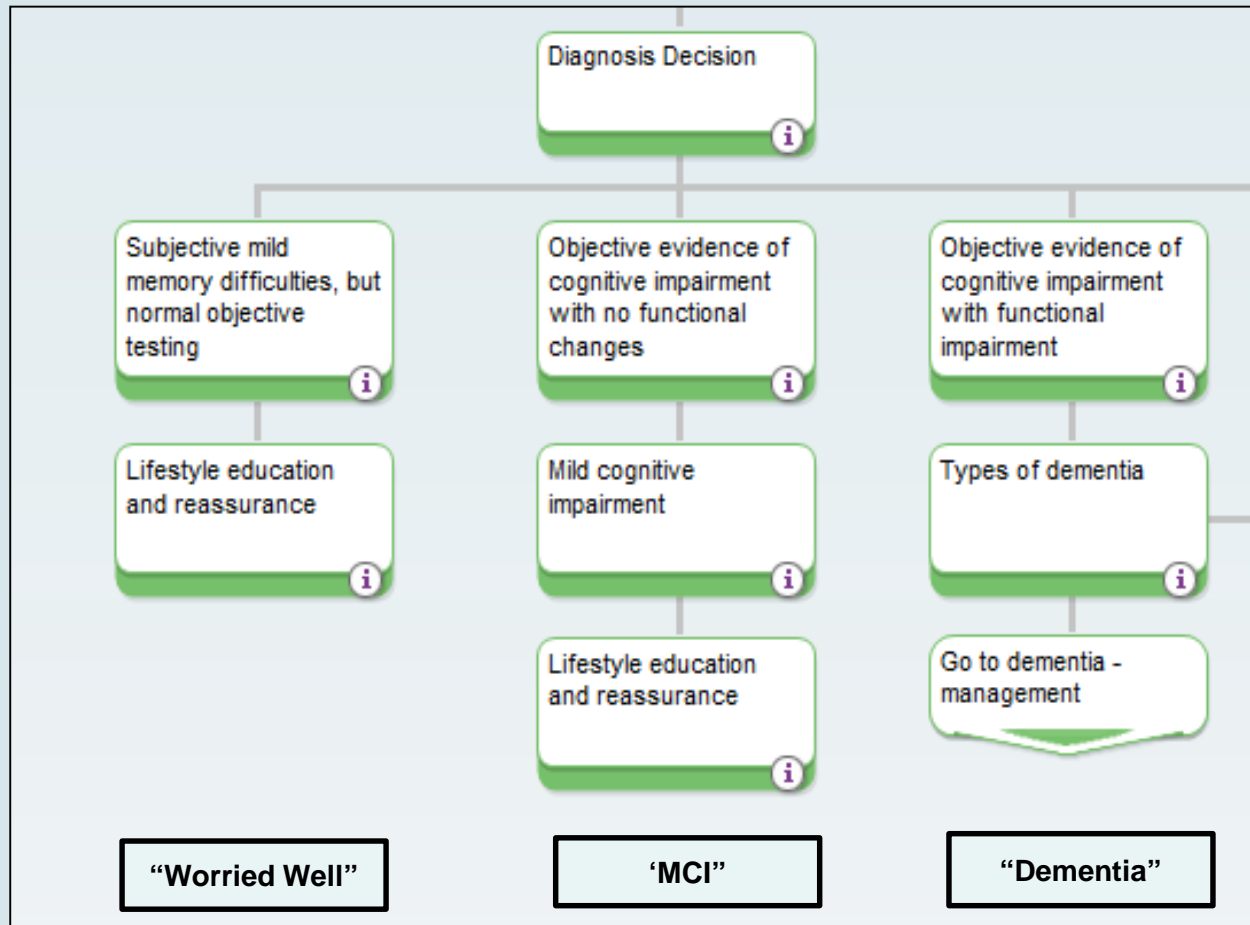 Diagnosis Decision
i
Subjective mild
memory difficulties, but
normal objective
testing
i
Objective evidence of
cognitive impairment
with no functional
changes
i
Objective evidence of
cognitive impairment
with functional
impairment
i
Lifestyle education
and reassurance
i
Mild cognitive
impairment
i
Types of dementia
i
Lifestyle education
and reassurance
i
Go to dementia -
management
“Worried Well”
‘MCI”
“Dementia”